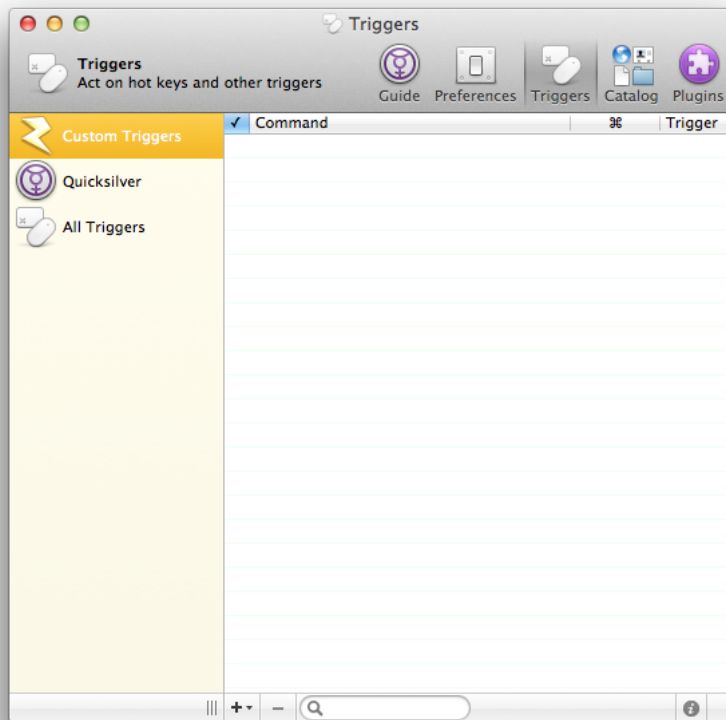 Triggers
Triggers
Act on hot keys and other triggers
Guide Preferences Triggers Catalog Plugins
✓ Command ⌘ Trigger
Custom Triggers
Quicksilver
All Triggers